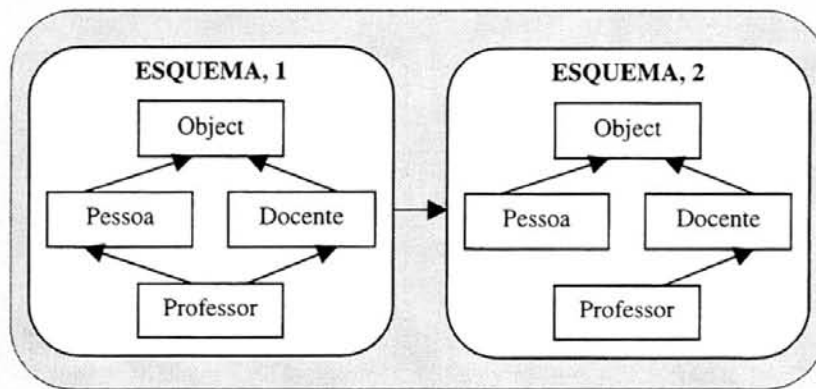 ESQUEMA, 1
Object
Pessoa
Docente
Professor
ESQUEMA, 2
Object
Pessoa
Docente
Professor